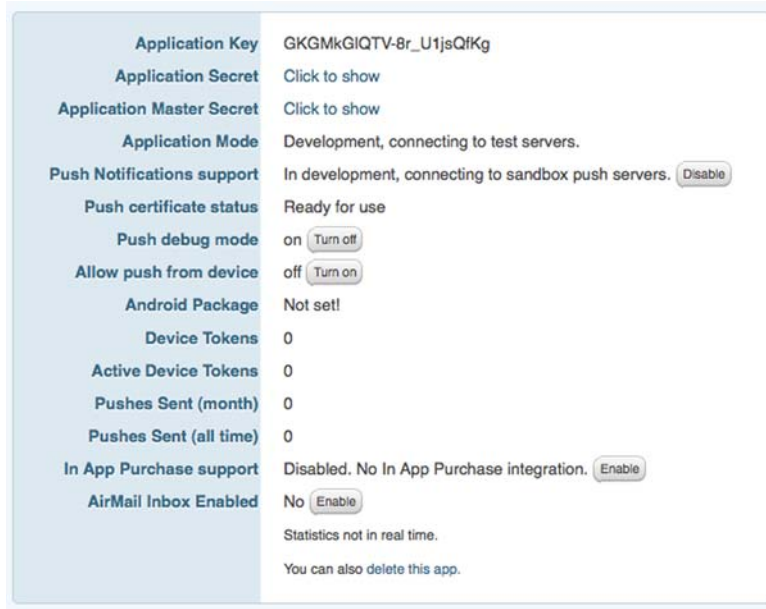 Application Key GKGMkGlQTV-8r_U1jsQfKg
Application Secret Click to show
Application Master Secret Click to show
Application Mode Development, connecting to test servers.
Push Notifications support In development, connecting to sandbox push servers. Disable
Push certificate status Ready for use
Push debug mode on Turn off
Allow push from device off Turn on
Android Package Not set!
Device Tokens 0
Active Device Tokens 0
Pushes Sent (month) 0
Pushes Sent (all time) 0
In App Purchase support Disabled. No In App Purchase integration. Enable
AirMail Inbox Enabled No Enable
Statistics not in real time.
You can also delete this app.